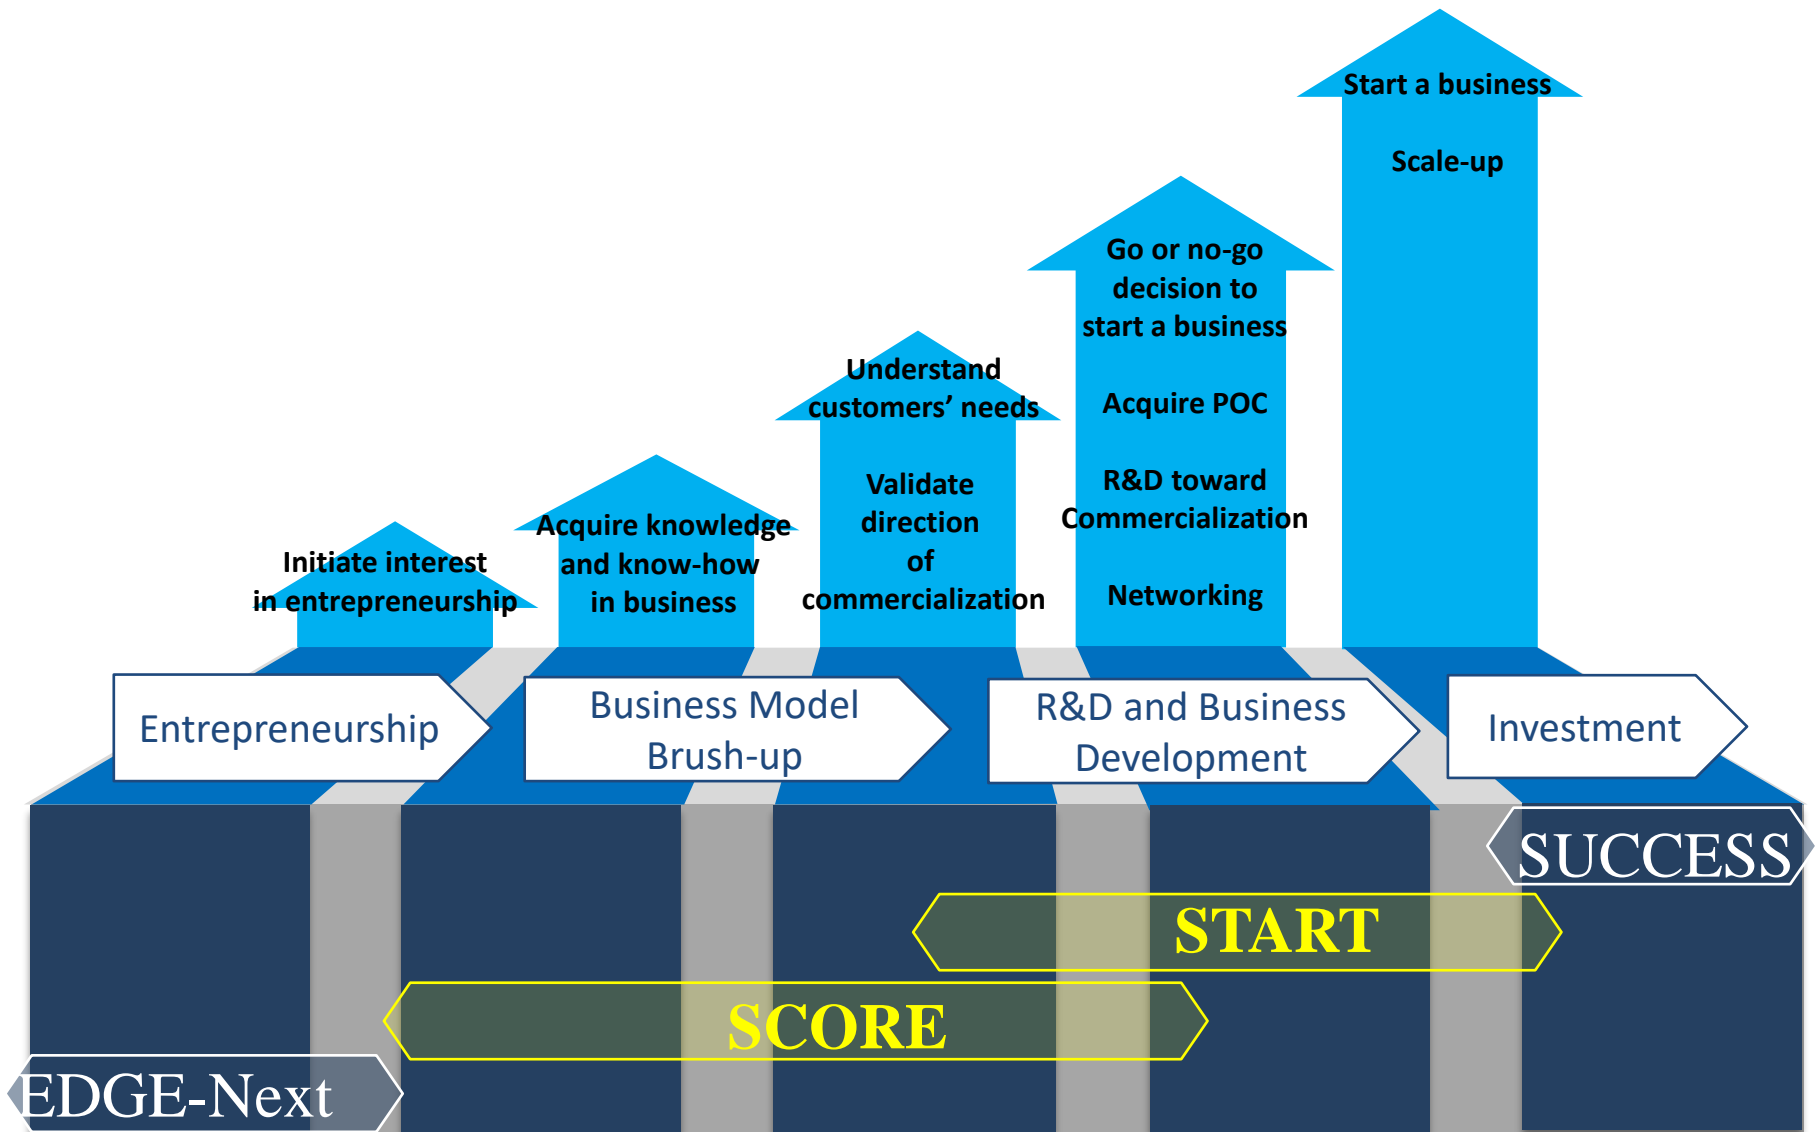 Initiate interest
in entrepreneurship
Acquire knowledge
and know-how
in business
Understand
customers’ needs
Validate
direction
of
commercialization
Go or no-go
decision to
start a business
Acquire POC
R&D toward
Commercialization
Networking
Start a business
Scale-up
Entrepreneurship
Business Model
Brush-up
R&D and Business
Development
Investment
SUCCESS
START
SCORE
EDGE-Next